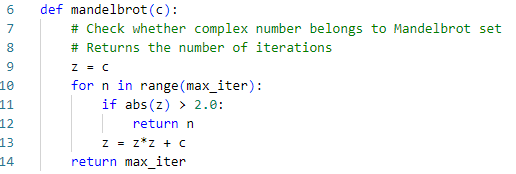 6 def mandelbrot(c):
7     # Check whether complex number belongs to Mandelbrot set
8     # Returns the number of iterations
9     z = c
10     for n in range(max_iter):
11         if abs(z) > 2.0:
12             return n
13         z = z*z + c
14     return max_iter